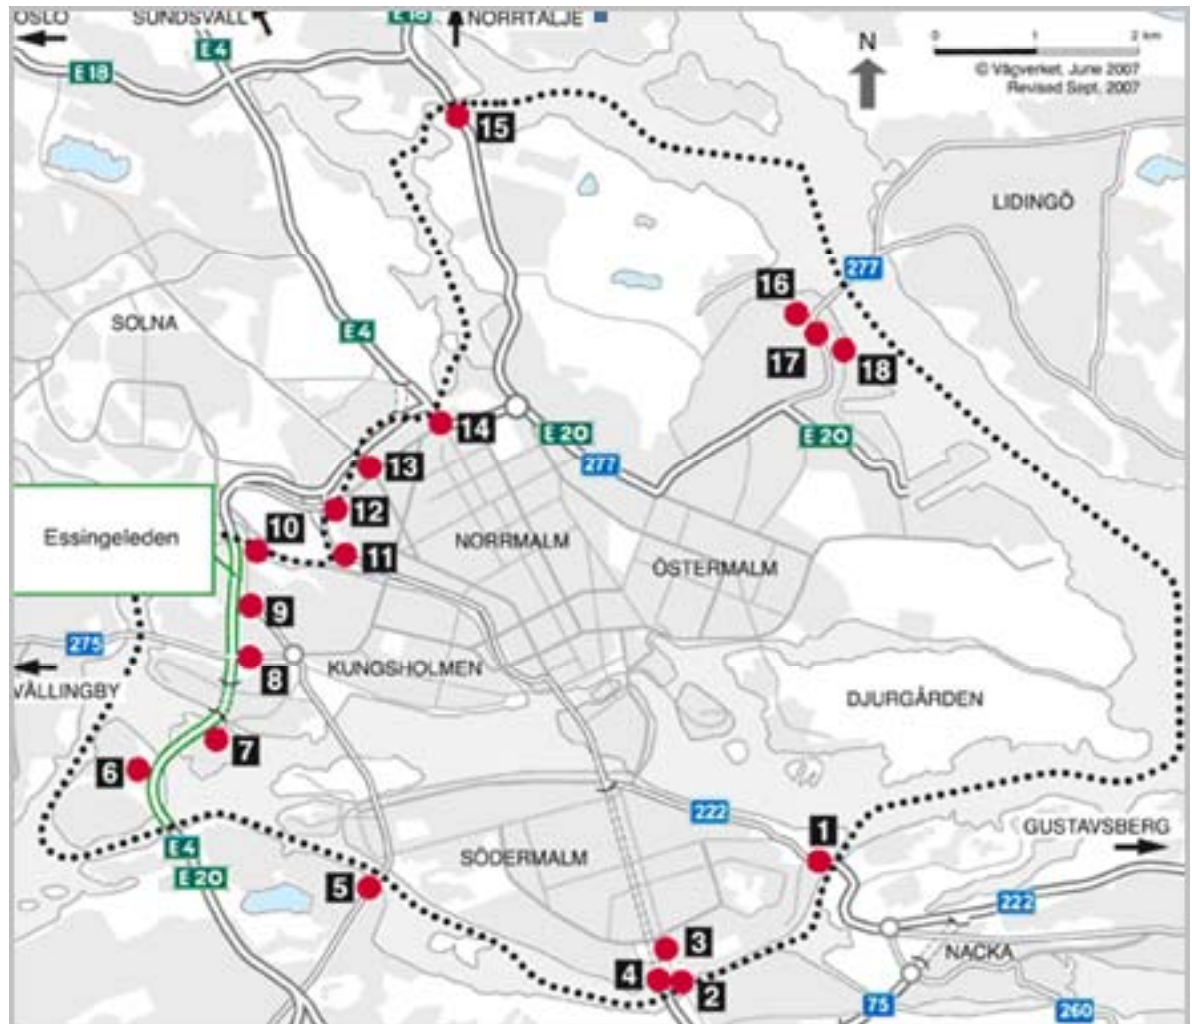 OSLO
SUNDSVALL
E18
NORRTÄLJE
N
0 1 2 km
© Vägverket, June 2007
Revised Sept. 2007
E4
E18
15
LIDINGÖ
277
16
SOLNA
E4
17
18
14
E20
E20
277
13
12
10
Essingeleden
11
NORRMALM
ÖSTERMALM
9
275
8
KUNGSHOLMEN
VÄLLINGBY
DJURGÅRDEN
7
6
222
1
GUSTAVSBERG
E4
SÖDERMALM
E20
5
222
3
NACKA
4
2
75
260